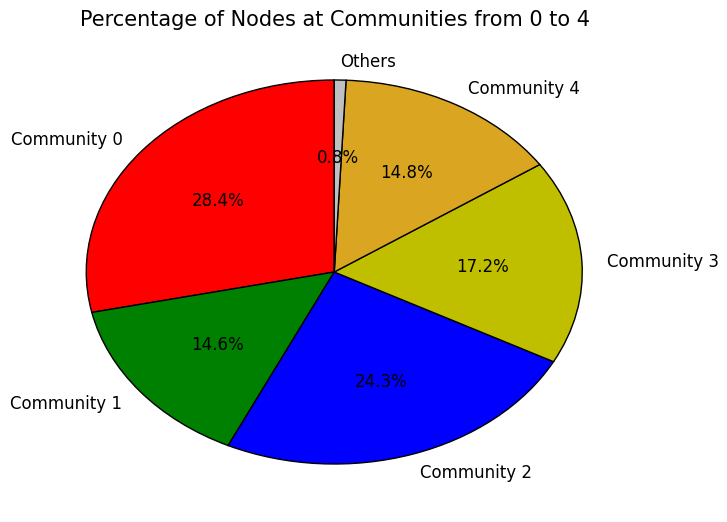 Percentage of Nodes at Communities from 0 to 4
Others
Community 4
Community 0
0.8%
14.8%
28.4%
Community 3
17.2%
14.6%
24.3%
Community 1
Community 2